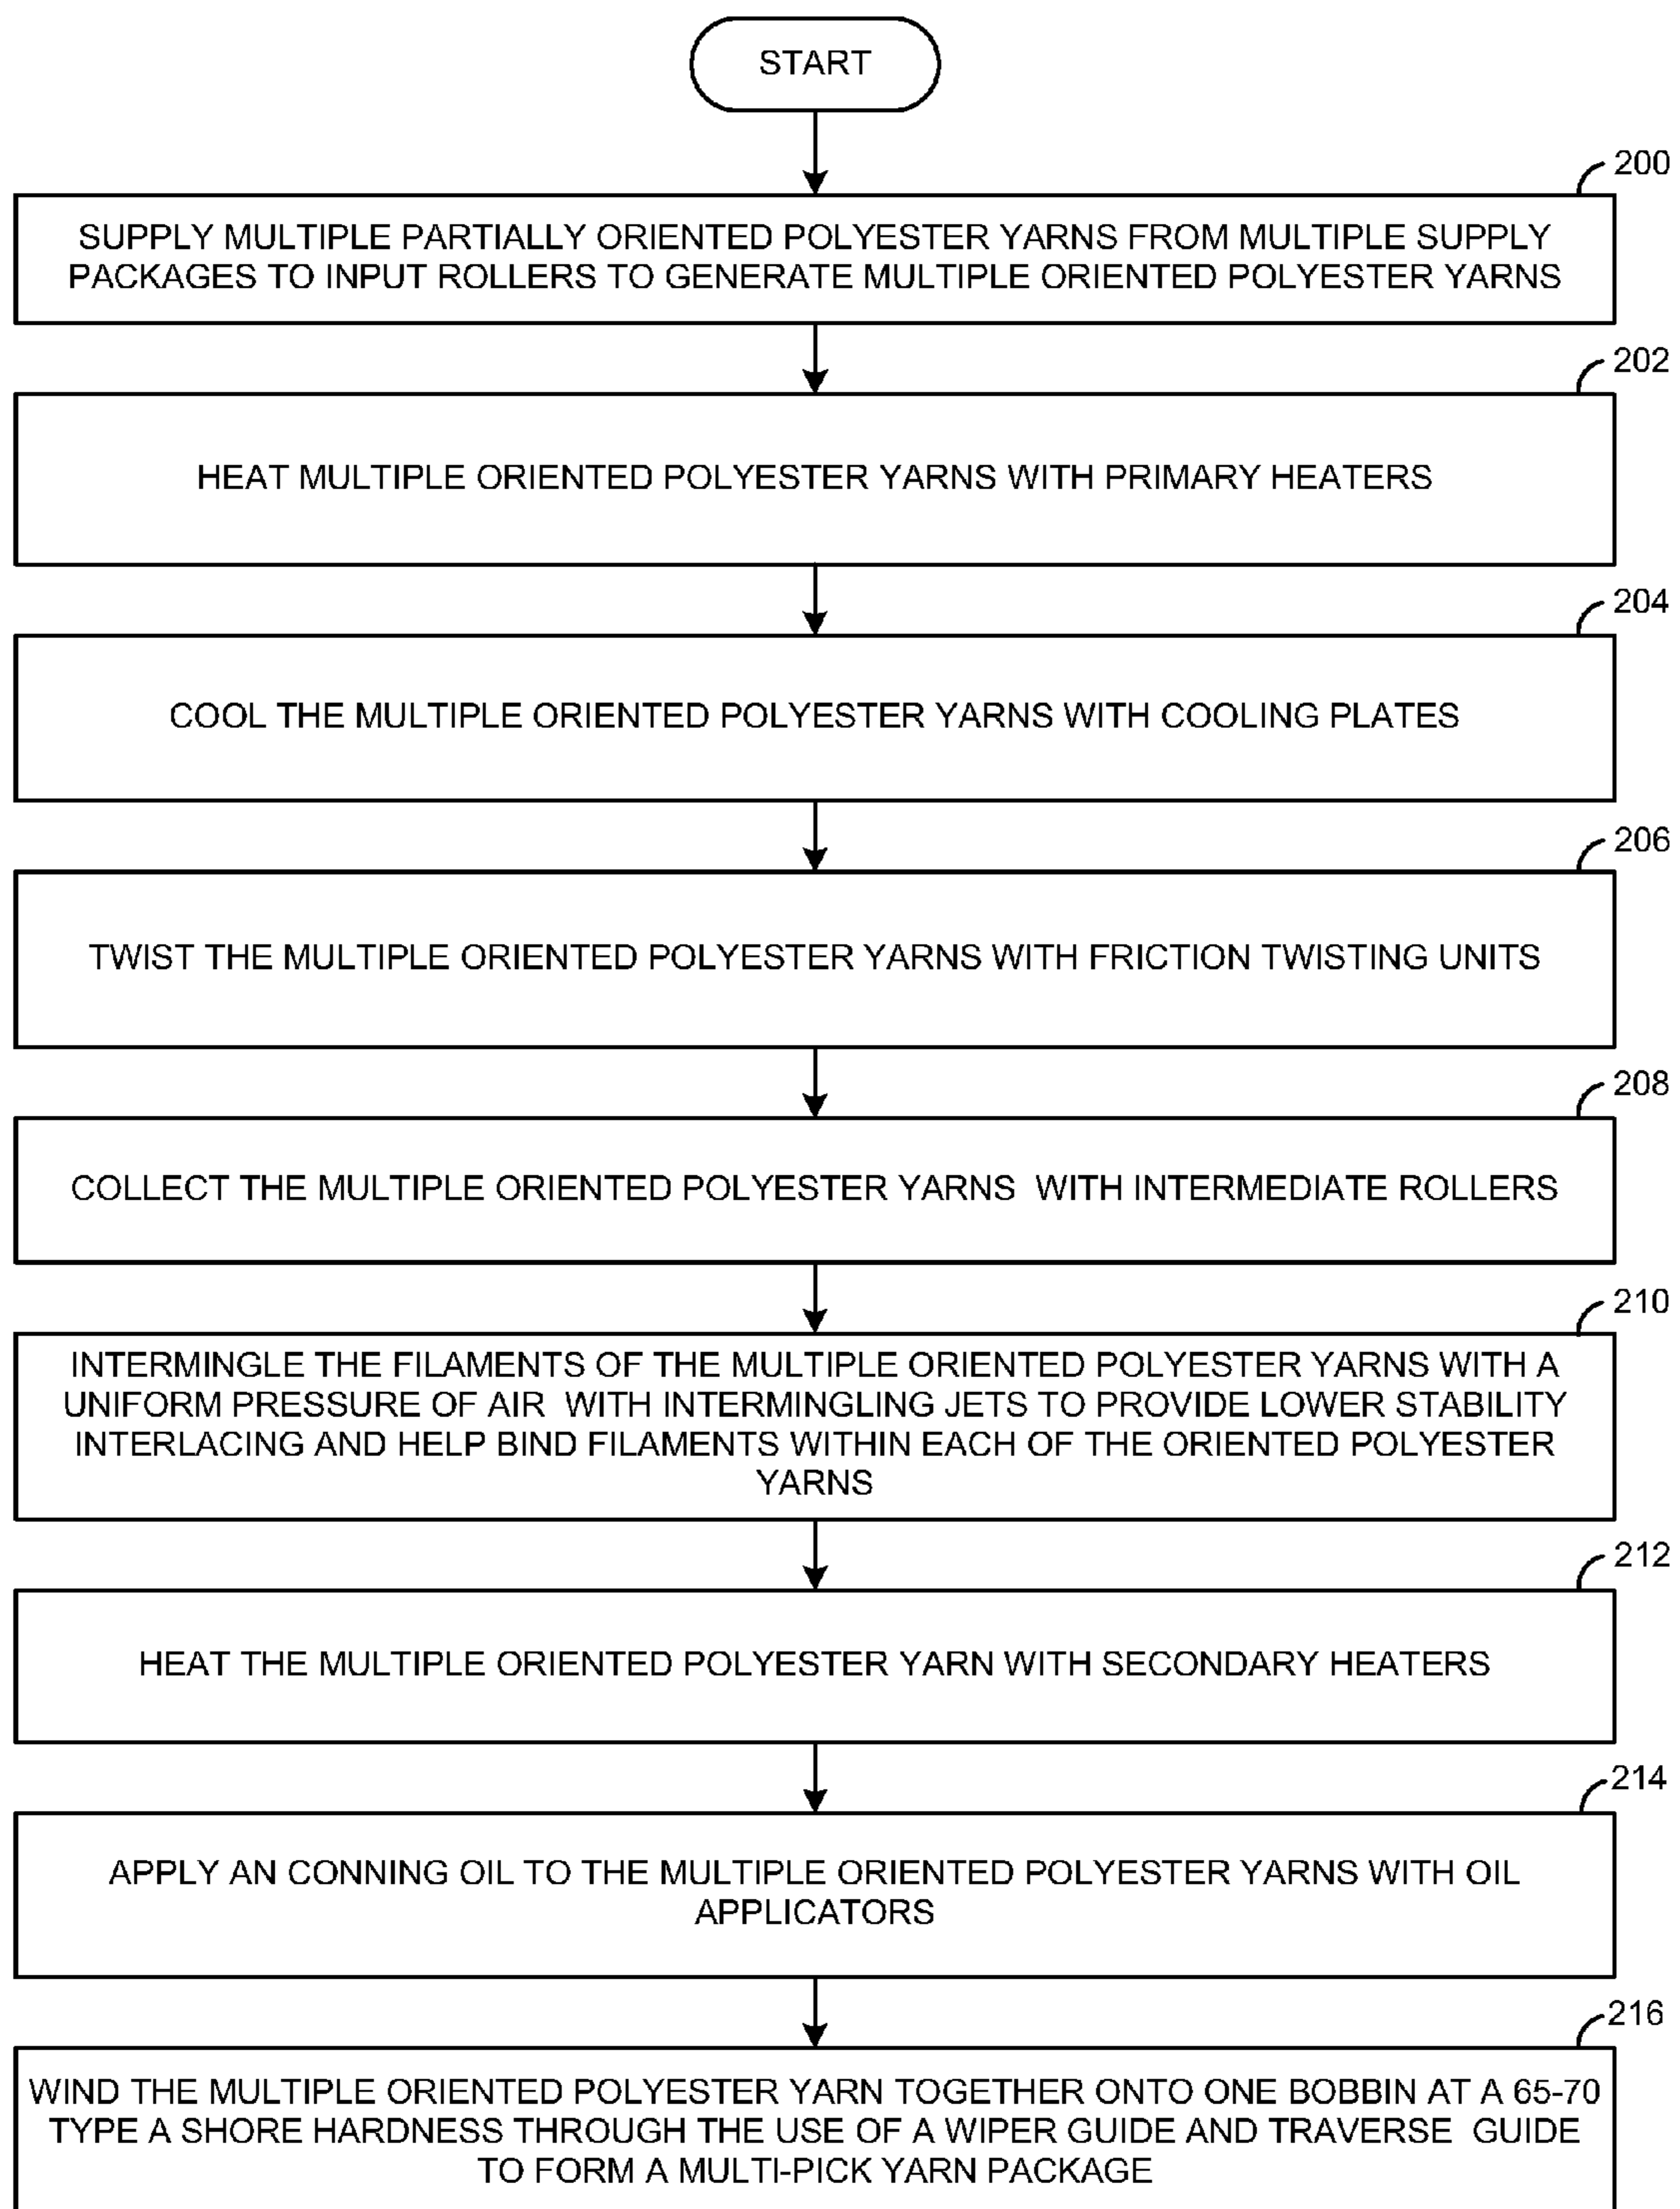 START
200
SUPPLY MULTIPLE PARTIALLY ORIENTED POLYESTER YARNS FROM MULTIPLE SUPPLY
PACKAGES TO INPUT ROLLERS TO GENERATE MULTIPLE ORIENTED POLYESTER YARNS
202
HEAT MULTIPLE ORIENTED POLYESTER YARNS WITH PRIMARY HEATERS
204
COOL THE MULTIPLE ORIENTED POLYESTER YARNS WITH COOLING PLATES
206
TWIST THE MULTIPLE ORIENTED POLYESTER YARNS WITH FRICTION TWISTING UNITS
208
COLLECT THE MULTIPLE ORIENTED POLYESTER YARNS WITH INTERMEDIATE ROLLERS
210
INTERMINGLE THE FILAMENTS OF THE MULTIPLE ORIENTED POLYESTER YARNS WITH A
UNIFORM PRESSURE OF AIR WITH INTERMINGLING JETS TO PROVIDE LOWER STABILITY
INTERLACING AND HELP BIND FILAMENTS WITHIN EACH OF THE ORIENTED POLYESTER
YARNS
212
HEAT THE MULTIPLE ORIENTED POLYESTER YARN WITH SECONDARY HEATERS
214
APPLY AN CONNING OIL TO THE MULTIPLE ORIENTED POLYESTER YARNS WITH OIL
APPLICATORS
216
WIND THE MULTIPLE ORIENTED POLYESTER YARN TOGETHER ONTO ONE BOBBIN AT A 65-70
TYPE A SHORE HARDNESS THROUGH THE USE OF A WIPER GUIDE AND TRAVERSE GUIDE
TO FORM A MULTI-PICK YARN PACKAGE